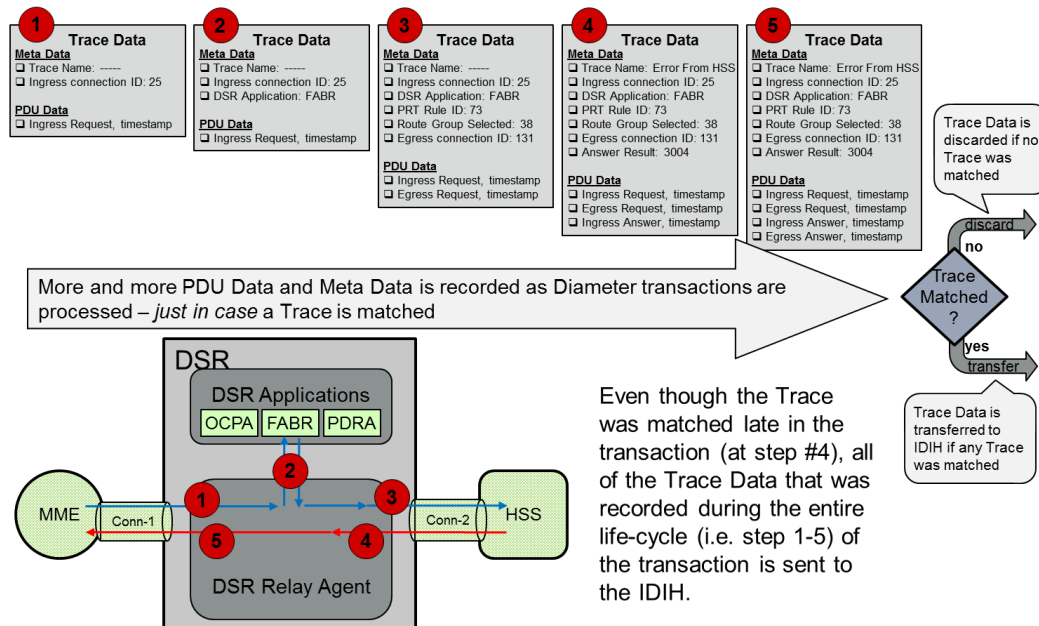 1
Trace Data
Meta Data
❑ Trace Name: -----
❑ Ingress connection ID: 25
PDU Data
❑ Ingress Request, timestamp
2
Trace Data
Meta Data
❑ Trace Name: -----
❑ Ingress connection ID: 25
❑ DSR Application: FABR
PDU Data
❑ Ingress Request, timestamp
3
Trace Data
Meta Data
❑ Trace Name: -----
❑ Ingress connection ID: 25
❑ DSR Application: FABR
❑ PRT Rule ID: 73
❑ Route Group Selected: 38
❑ Egress connection ID: 131
PDU Data
❑ Ingress Request, timestamp
❑ Egress Request, timestamp
4
Trace Data
Meta Data
❑ Trace Name: Error From HSS
❑ Ingress connection ID: 25
❑ DSR Application: FABR
❑ PRT Rule ID: 73
❑ Route Group Selected: 38
❑ Egress connection ID: 131
❑ Answer Result: 3004
PDU Data
❑ Ingress Request, timestamp
❑ Egress Request, timestamp
❑ Ingress Answer, timestamp
5
Trace Data
Meta Data
❑ Trace Name: Error From HSS
❑ Ingress connection ID: 25
❑ DSR Application: FABR
❑ PRT Rule ID: 73
❑ Route Group Selected: 38
❑ Egress connection ID: 131
❑ Answer Result: 3004
PDU Data
❑ Ingress Request, timestamp
❑ Egress Request, timestamp
❑ Ingress Answer, timestamp
❑ Egress Answer, timestamp
Trace Data is
discarded if no
Trace was
matched
discard
no
Trace
Matched
?
yes
transfer
Trace Data is
transferred to
IDIH if any Trace
was matched
More and more PDU Data and Meta Data is recorded as Diameter transactions are
processed – just in case a Trace is matched
DSR
DSR Applications
OCPA
FABR
PDRA
2
1
3
MME
Conn-1
Conn-2
HSS
5
4
DSR Relay Agent
Even though the Trace
was matched late in the
transaction (at step #4), all
of the Trace Data that was
recorded during the entire
life-cycle (i.e. step 1-5) of
the transaction is sent to
the IDIH.